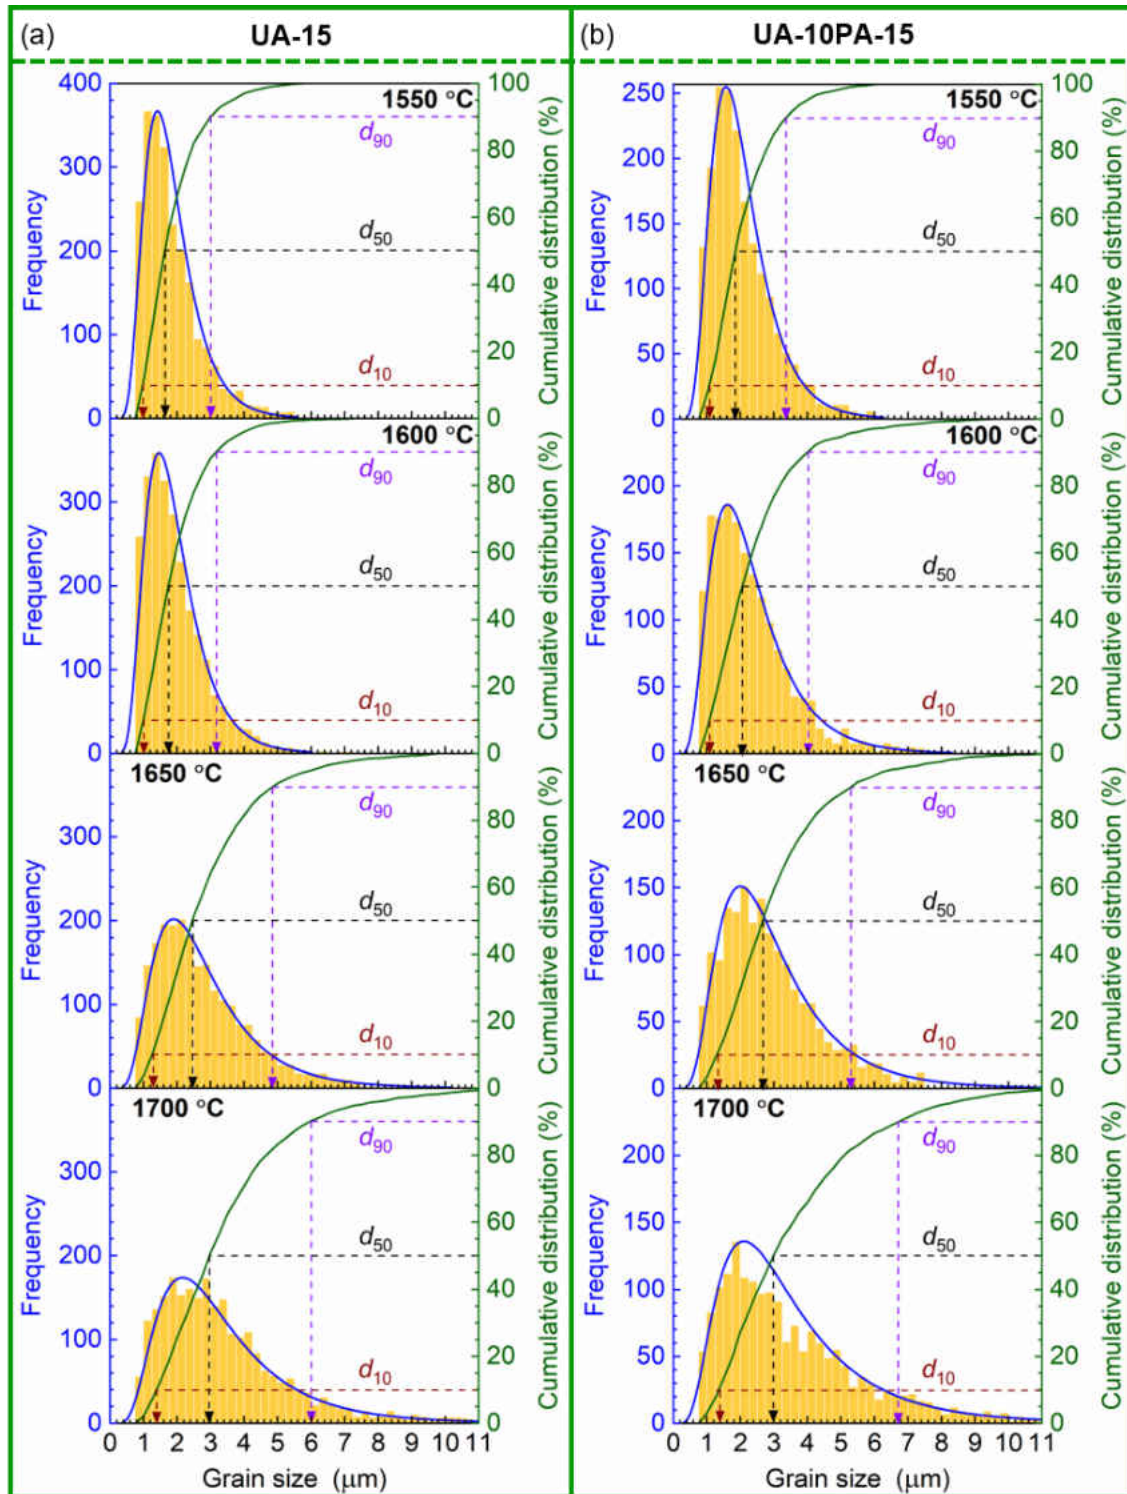 (a) UA-15
(b) UA-10PA-15
Frequency
400
300
200
100
0
1550 °C
d90
d50
d10
100
80
60
40
20
0
Cumulative distribution (%)
Frequency
300
200
100
0
1600 °C
d90
d50
d10
80
60
40
20
0
Cumulative distribution (%)
Frequency
300
200
100
0
1650 °C
d90
d50
d10
80
60
40
20
0
Cumulative distribution (%)
Frequency
300
200
100
0
1700 °C
d90
d50
d10
80
60
40
20
0
Cumulative distribution (%)
0 1 2 3 4 5 6 7 8 9 10 11
Grain size (μm)
Frequency
250
200
150
100
50
0
1550 °C
d90
d50
d10
100
80
60
40
20
0
Cumulative distribution (%)
Frequency
200
150
100
50
0
1600 °C
d90
d50
d10
80
60
40
20
0
Cumulative distribution (%)
Frequency
200
150
100
50
0
1650 °C
d90
d50
d10
80
60
40
20
0
Cumulative distribution (%)
Frequency
200
150
100
50
0
1700 °C
d90
d50
d10
80
60
40
20
0
Cumulative distribution (%)
0 1 2 3 4 5 6 7 8 9 10 11
Grain size (μm)